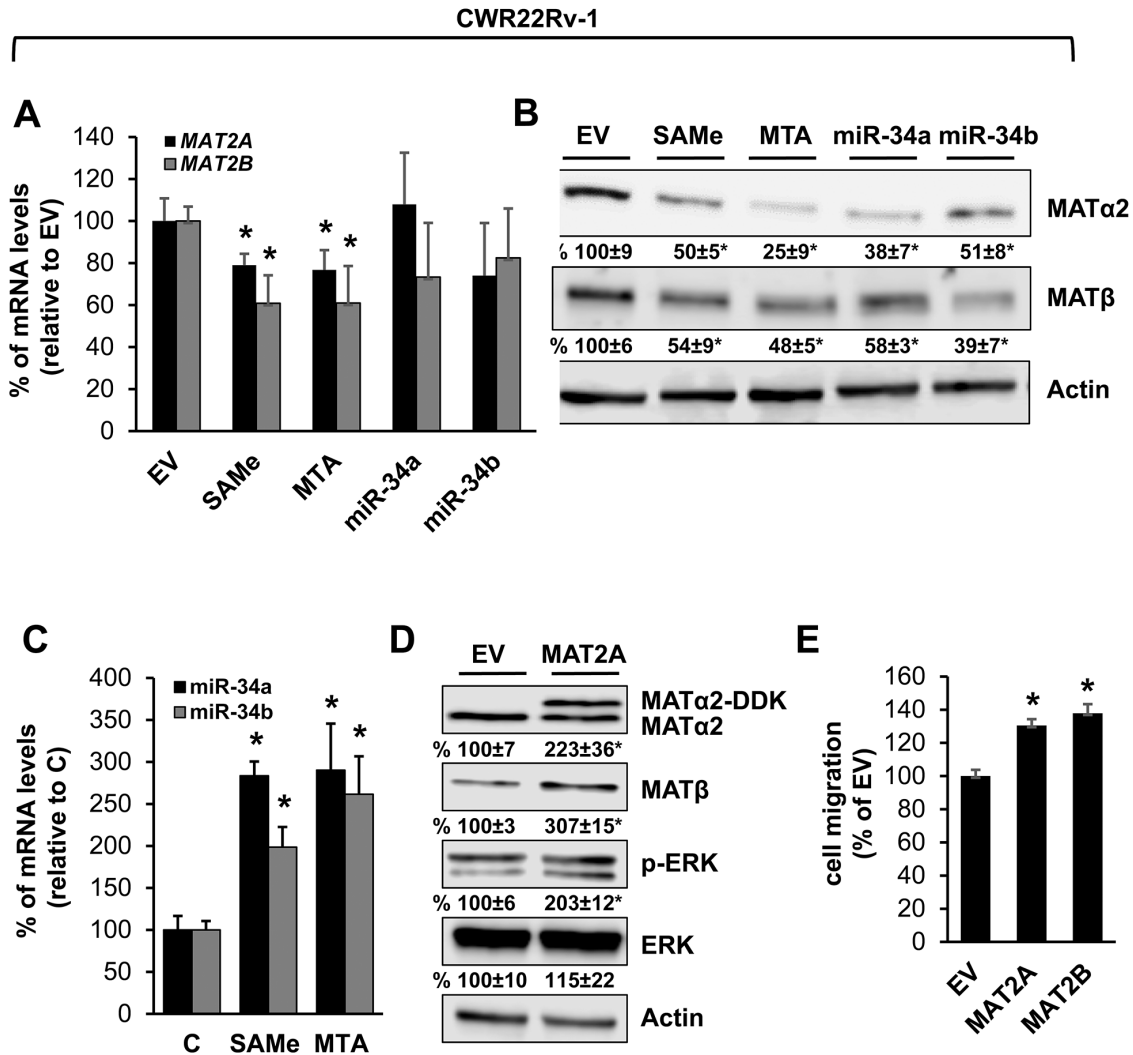 CWR22Rv-1
A
% of mRNA levels
(relative to EV)
140
120
100
80
60
40
20
0
MAT2A
MAT2B
* * * *
EV
SAMe
MTA
miR-34a
miR-34b
B
EV SAMe MTA miR-34a miR-34b
MATα2
% 100±9 50±5* 25±9* 38±7* 51±8*
MATβ
% 100±6 54±9* 48±5* 58±3* 39±7*
Actin
C
% of mRNA levels
(relative to C)
400
350
300
250
200
150
100
50
0
miR-34a
miR-34b
* * * *
C SAMe MTA
D
EV MAT2A
MATα2-DDK
MATα2
% 100±7 223±36*
MATβ
% 100±3 307±15*
p-ERK
% 100±6 203±12*
ERK
% 100±10 115±22
Actin
E
cell migration
(% of EV)
160
140
120
100
80
60
40
20
0
* *
EV
MAT2A
MAT2B